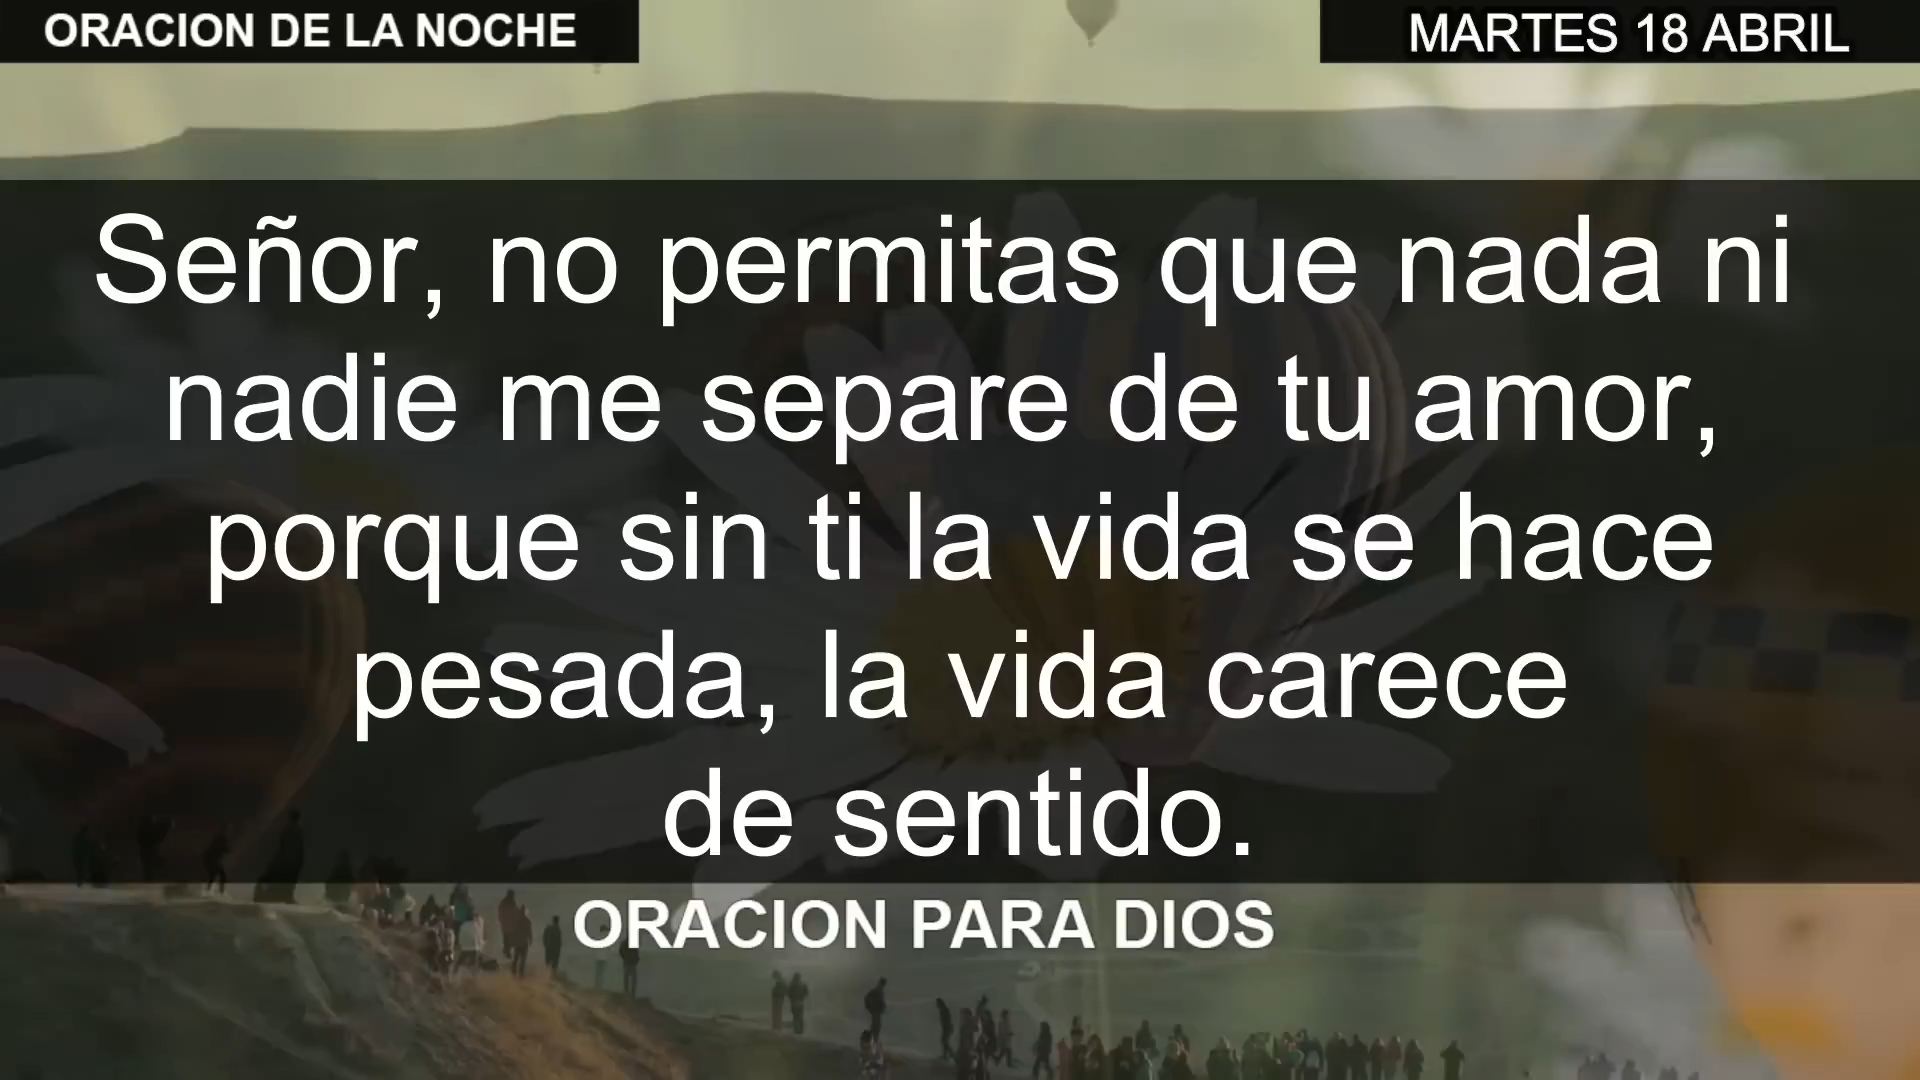 ORACION DE LA NOCHE
MARTES 18 ABRIL
Señor, no permitas que nada ni
nadie me separe de tu amor,
porque sin ti la vida se hace
pesada, la vida carece
de sentido.
ORACION PARA DIOS